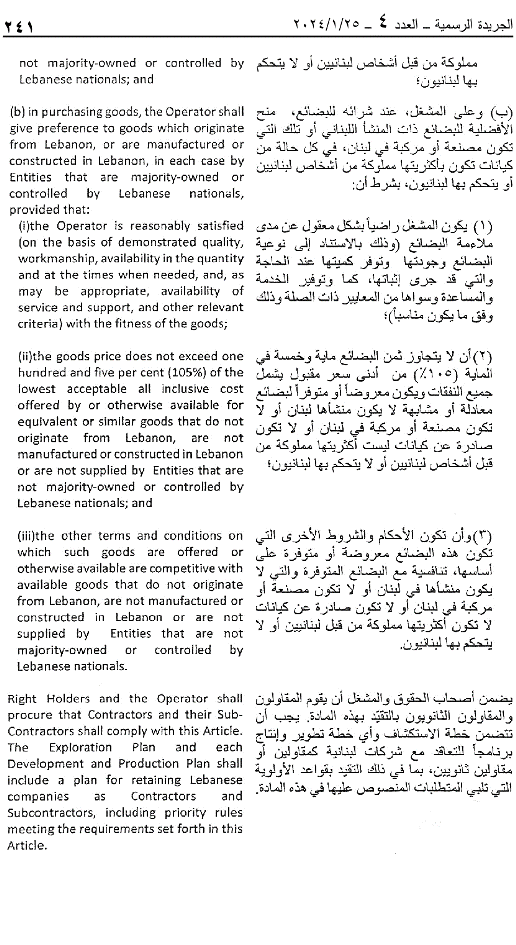 الجريدة الرسمية – العدد ٤ – ٢٠٢٤/١/٢٥
٢٤١
not majority-owned or controlled by
Lebanese nationals; and
(b) in purchasing goods, the Operator shall
give preference to goods which originate
from Lebanon, or are manufactured or
constructed in Lebanon, in each case by
Entities that are majority-owned or
controlled by Lebanese nationals,
provided that:
(i)the Operator is reasonably satisfied
(on the basis of demonstrated quality,
workmanship, availability in the quantity
and at the times when needed, and, as
may be appropriate, availability of
service and support, and other relevant
criteria) with the fitness of the goods;
(ii)the goods price does not exceed one
hundred and five per cent (105%) of the
lowest acceptable all inclusive cost
offered by or otherwise available for
equivalent or similar goods that do not
originate from Lebanon, are not
manufactured or constructed in Lebanon
or are not supplied by Entities that are
not majority-owned or controlled by
Lebanese nationals; and
(iii)the other terms and conditions on
which such goods are offered or
otherwise available are competitive with
available goods that do not originate
from Lebanon, are not manufactured or
constructed in Lebanon or are not
supplied by Entities that are not
majority-owned or controlled by
Lebanese nationals.
Right Holders and the Operator shall
procure that Contractors and their Sub-
Contractors shall comply with this Article.
The Exploration Plan and each
Development and Production Plan shall
include a plan for retaining Lebanese
companies as Contractors and
Subcontractors, including priority rules
meeting the requirements set forth in this
Article.
مملوكة من قبل أشخاص لبنانيين أو لا يتحكم
بها لبنانيون؛
(ب) وعلى المشغل، عند شرائه للبضائع، منح
الأفضلية للبضائع ذات المنشأ اللبناني أو تلك التي
تكون مصنعة أو مركبة في لبنان، في كل حالة من
كيانات تكون بأكثريتها مملوكة من أشخاص لبنانيين
أو يتحكم بها لبنانيون، بشرط أن:
(١) يكون المشغل راضياً بشكل معقول عن مدى
ملاءمة البضائع (وذلك بالاستناد إلى نوعية
البضائع وجودتها وتوفر كميتها عند الحاجة
والتي قد جرى إثباتها، كما وتوفير الخدمة
والمساعدة وسواها من المعايير ذات الصلة وذلك
وفق ما يكون مناسباً)؛
(٢)أن لا يتجاوز ثمن البضائع ماية وخمسة في
الماية (١٠٥٪) من أدنى سعر مقبول يشمل
جميع النفقات ويكون معروضاً أو متوفراً لبضائع
معادلة أو مشابهة لا يكون منشأها لبنان أو لا
تكون مصنعة أو مركبة في لبنان أو لا تكون
صادرة عن كيانات ليست أكثريتها مملوكة من
قبل أشخاص لبنانيين أو لا يتحكم بها لبنانيون؛
(٣)وأن تكون الأحكام والشروط الأخرى التي
تكون هذه البضائع معروضة أو متوفرة على
أساسها، تنافسية مع البضائع المتوفرة والتي لا
يكون منشأها في لبنان أو لا تكون مصنعة أو
مركبة في لبنان أو لا تكون صادرة عن كيانات
لا تكون أكثريتها مملوكة من قبل لبنانيين أو لا
يتحكم بها لبنانيون.
يضمن أصحاب الحقوق والمشغل أن يقوم المقاولون
والمقاولون الثانويون بالتقيّد بهذه المادة. يجب أن
تتضمن خطة الاستكشاف وأي خطة تطوير وإنتاج
برنامجاً للتعاقد مع شركات لبنانية كمقاولين أو
مقاولين ثانويين، بما في ذلك التقيد بقواعد الأولوية
التي تلبي المتطلبات المنصوص عليها في هذه المادة.